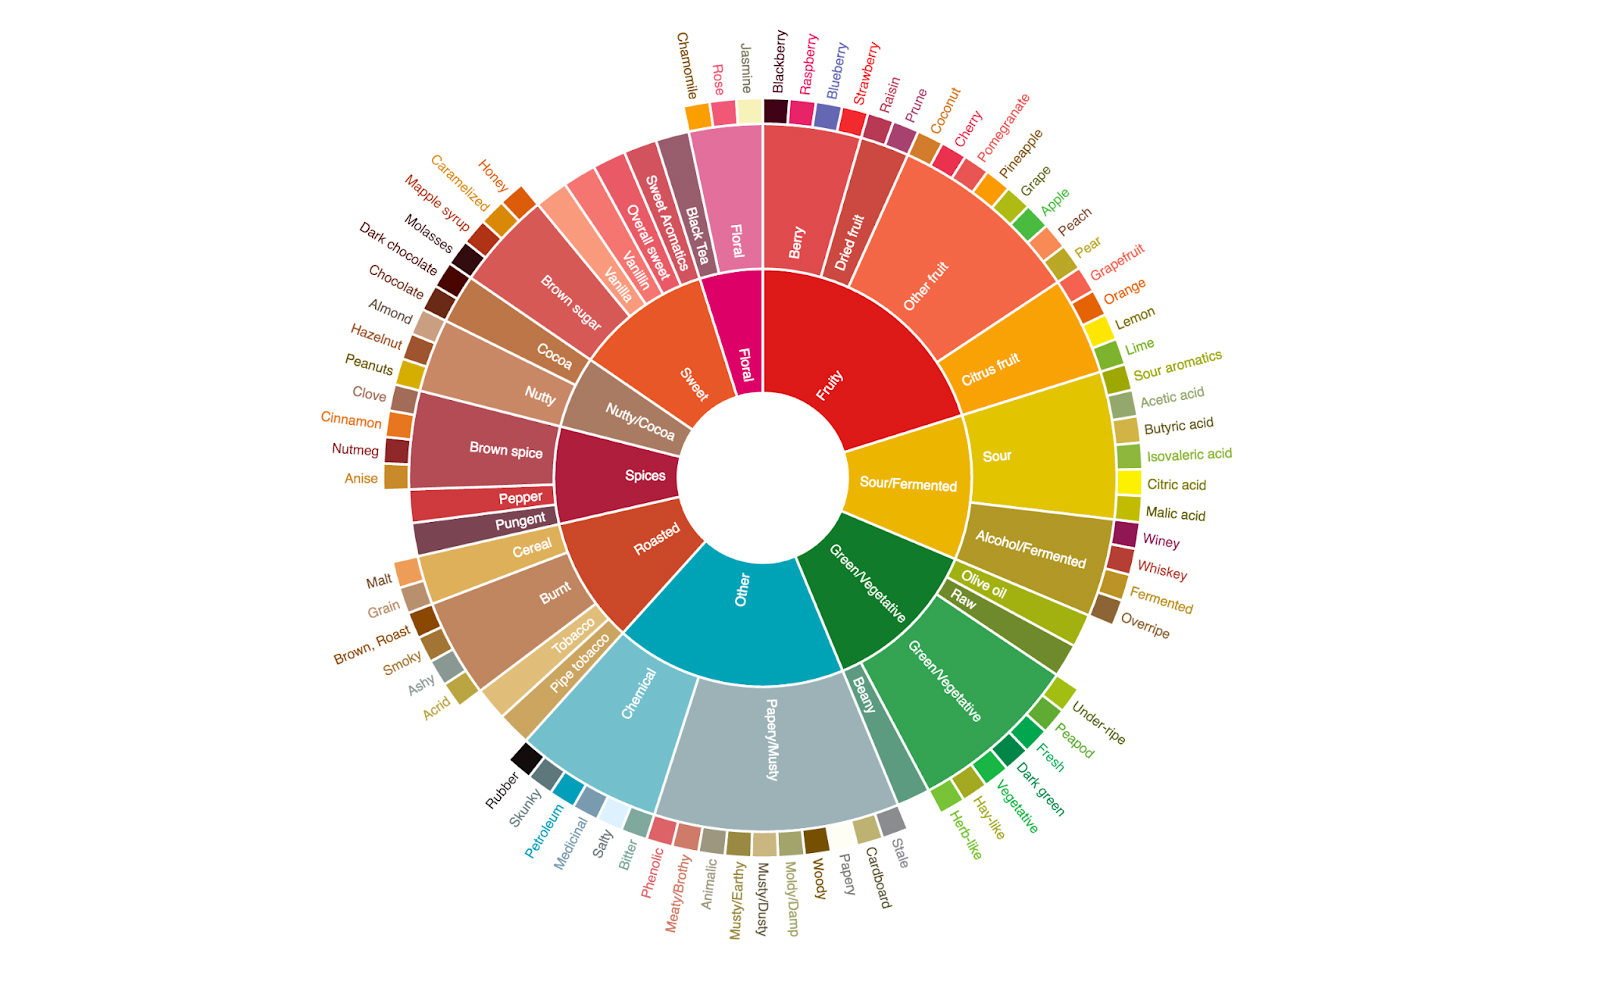 Fruity
Sour/Fermented
Green/Vegetative
Other
Roasted
Spices
Nutty/Cocoa
Sweet
Floral
Berry
Dried fruit
Other fruit
Citrus fruit
Sour
Alcohol/Fermented
Olive oil
Raw
Green/Vegetative
Beany
Papery/Musty
Chemical
Pipe tobacco
Tobacco
Burnt
Cereal
Pungent
Pepper
Brown spice
Nutty
Cocoa
Brown sugar
Vanilla
Vanillin
Overall sweet
Sweet Aromatics
Black Tea
Floral
Blackberry
Raspberry
Blueberry
Strawberry
Raisin
Prune
Coconut
Cherry
Pomegranate
Pineapple
Grape
Apple
Peach
Pear
Grapefruit
Orange
Lemon
Lime
Sour aromatics
Acetic acid
Butyric acid
Isovaleric acid
Citric acid
Malic acid
Winey
Whiskey
Fermented
Overripe
Under-ripe
Peapod
Fresh
Dark green
Vegetative
Hay-like
Herb-like
Stale
Cardboard
Papery
Woody
Moldy/Damp
Musty/Dusty
Musty/Earthy
Animalic
Meaty/Brothy
Phenolic
Bitter
Salty
Medicinal
Petroleum
Skunky
Rubber
Acrid
Ashy
Smoky
Brown, Roast
Grain
Malt
Anise
Nutmeg
Cinnamon
Clove
Peanuts
Hazelnut
Almond
Chocolate
Dark chocolate
Molasses
Mapple syrup
Caramelized
Honey
Chamomile
Rose
Jasmine